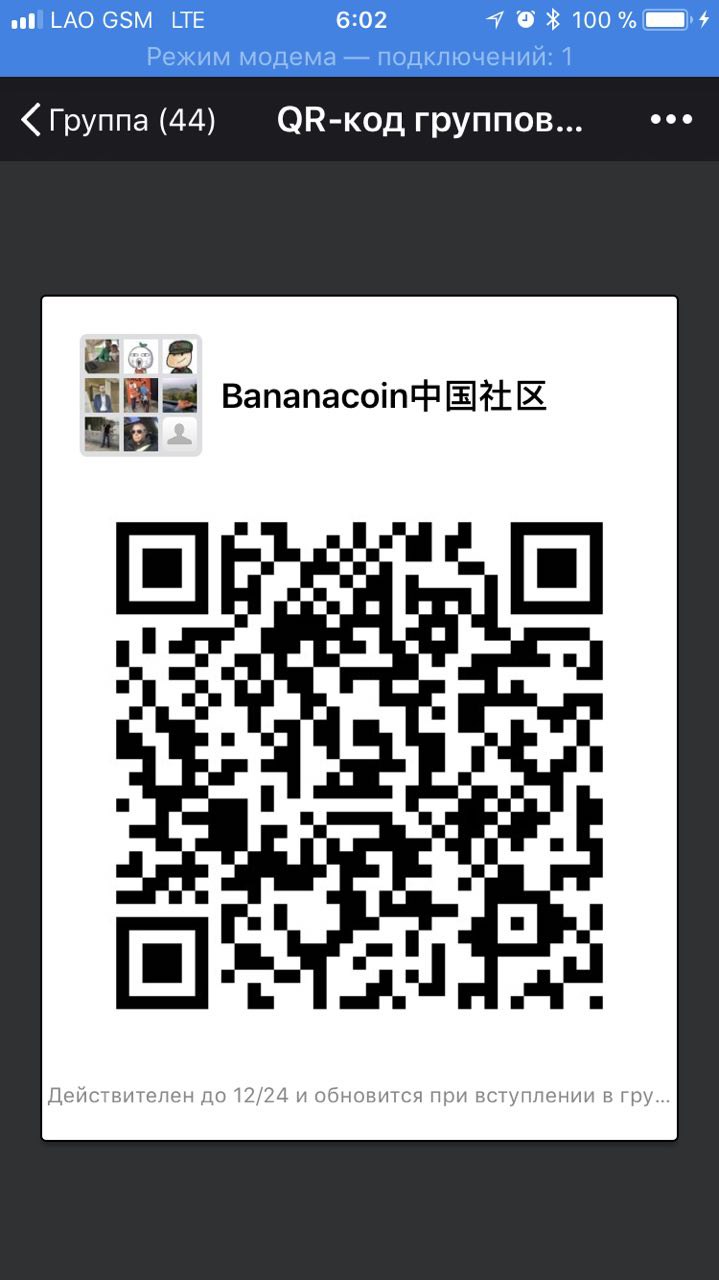 LAO GSM LTE 6:02 100 %
Режим модема — подключений: 1
Группа (44) QR-код группов...
Bananacoin中国社区
Действителен до 12/24 и обновится при вступлении в гру...